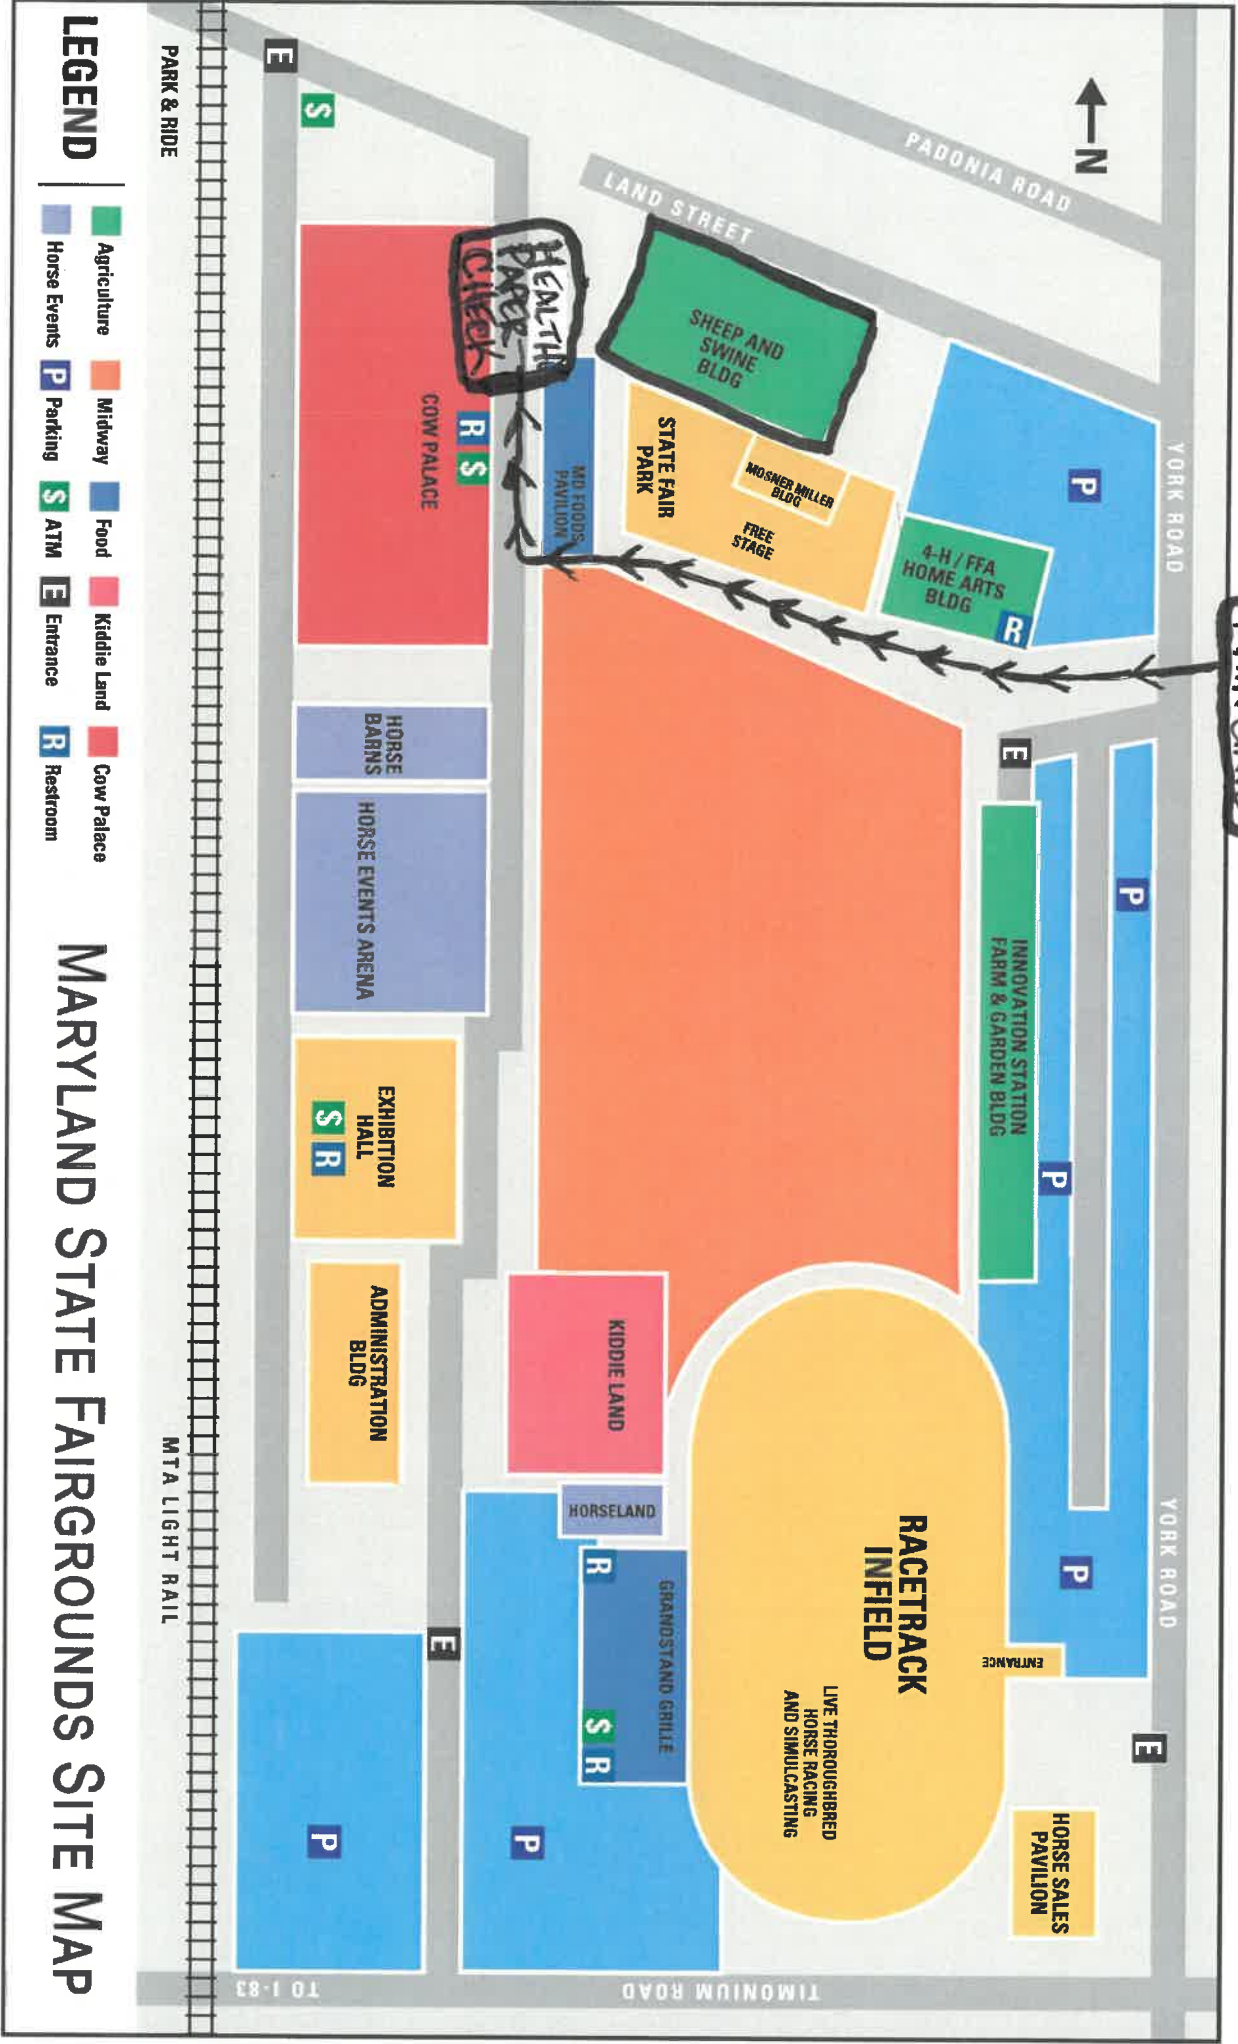 PADONIA ROAD
←N
LAND STREET
YORK ROAD
YORK ROAD
TIMONIUM ROAD
TO I-83
P
SHEEP AND
SWINE
BLDG
STATE FAIR
PARK
MOSNER MILLER
BLDG
FREE
STAGE
4-H / FFA
HOME ARTS
BLDG
R
HEALTH
PAPER
CHECK
MD FOODS
PAVILION
E
S
R
S
COW PALACE
HORSE
BARNS
HORSE EVENTS ARENA
EXHIBITION
HALL
S R
ADMINISTRATION
BLDG
E
P
INNOVATION STATION
FARM & GARDEN BLDG
P
P
KIDDIE LAND
HORSELAND
R
GRANDSTAND GRILLE
S R
RACETRACK
INFIELD
LIVE THOROUGHBRED
HORSE RACING
AND SIMULCASTING
ENTRANCE
E
HORSE SALES
PAVILION
E
P
P
PARK & RIDE
MTA LIGHT RAIL
LEGEND
Agriculture Midway Food Kiddie Land Cow Palace
Horse Events P Parking S ATM E Entrance R Restroom
MARYLAND STATE FAIRGROUNDS SITE MAP